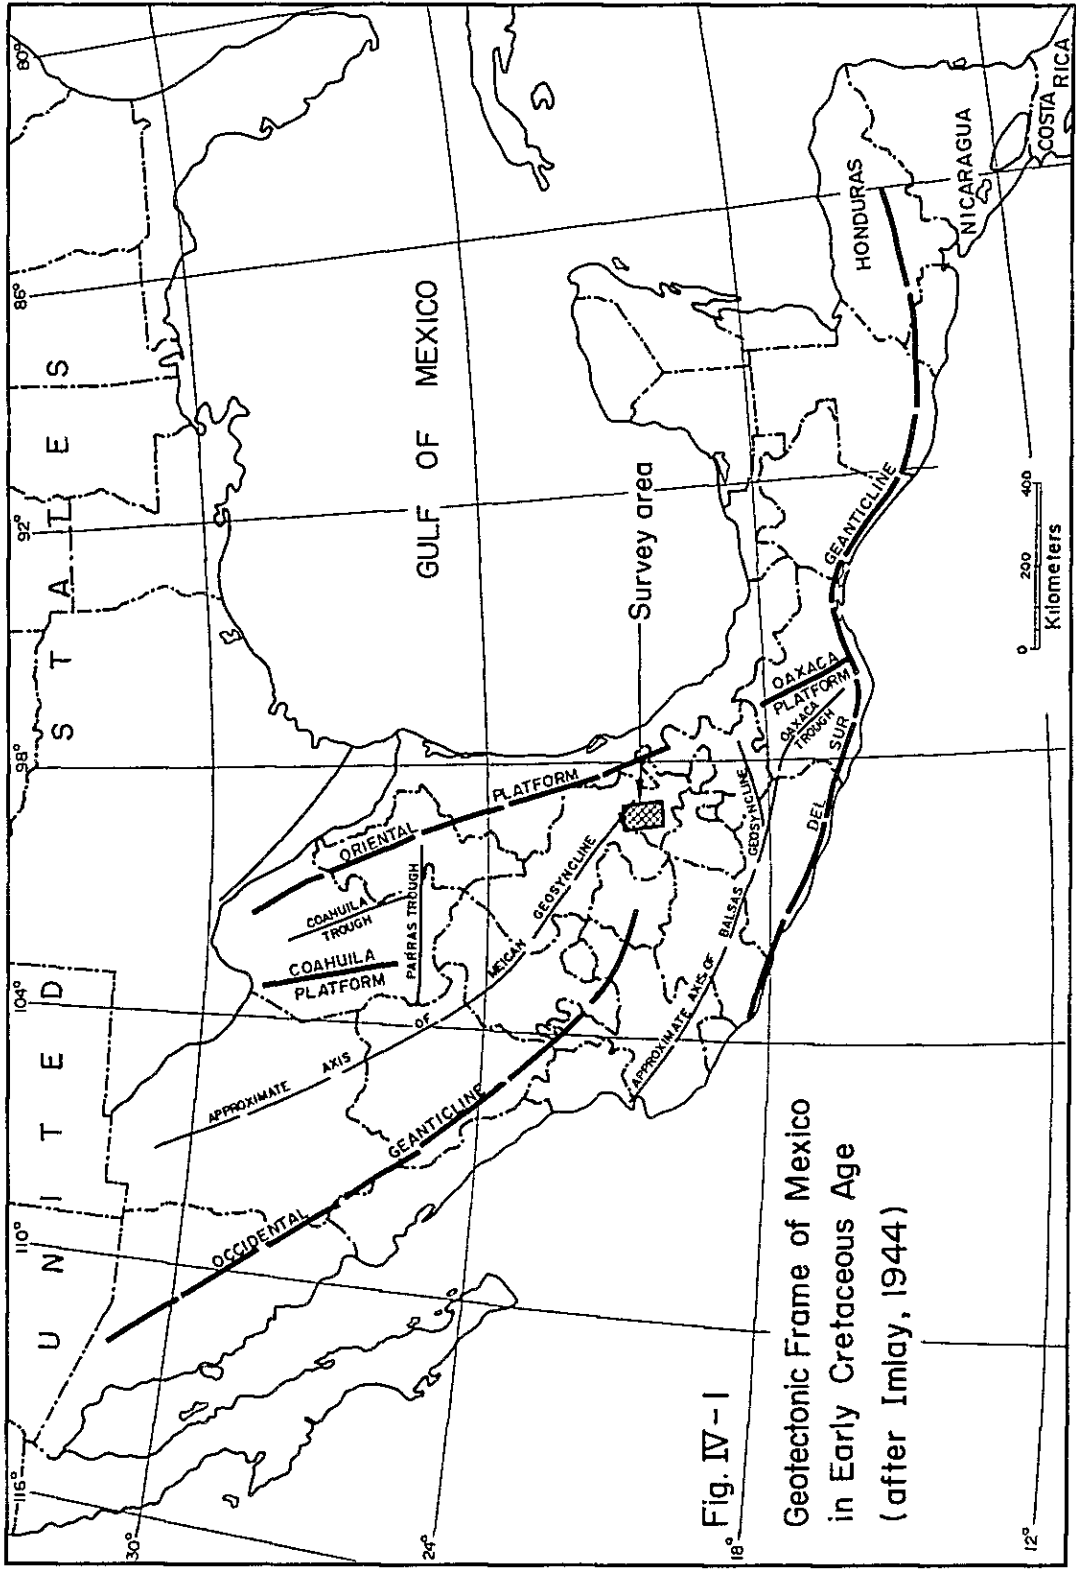 80°
86°
92°
98°
104°
110°
116°
30°
24°
18°
12°
UNITED STATES
GULF OF MEXICO
Survey area
OCCIDENTAL GEANTICLINE
APPROXIMATE AXIS OF MEICAN GEOSYNCLINE
COAHUILA
PLATFORM
COAHUILA
TROUGH
PARRAS TROUGH
ORIENTAL PLATFORM
APPROXIMATE AXIS OF BALSAS GEOSYNCLINE
OAXACA
PLATFORM
OAXACA
TROUGH
DEL SUR GEANTICLINE
HONDURAS
NICARAGUA
COSTA
RICA
0 200 400
Kilometers
Fig. IV-I
Geotectonic Frame of Mexico
in Early Cretaceous Age
(after Imlay, 1944)